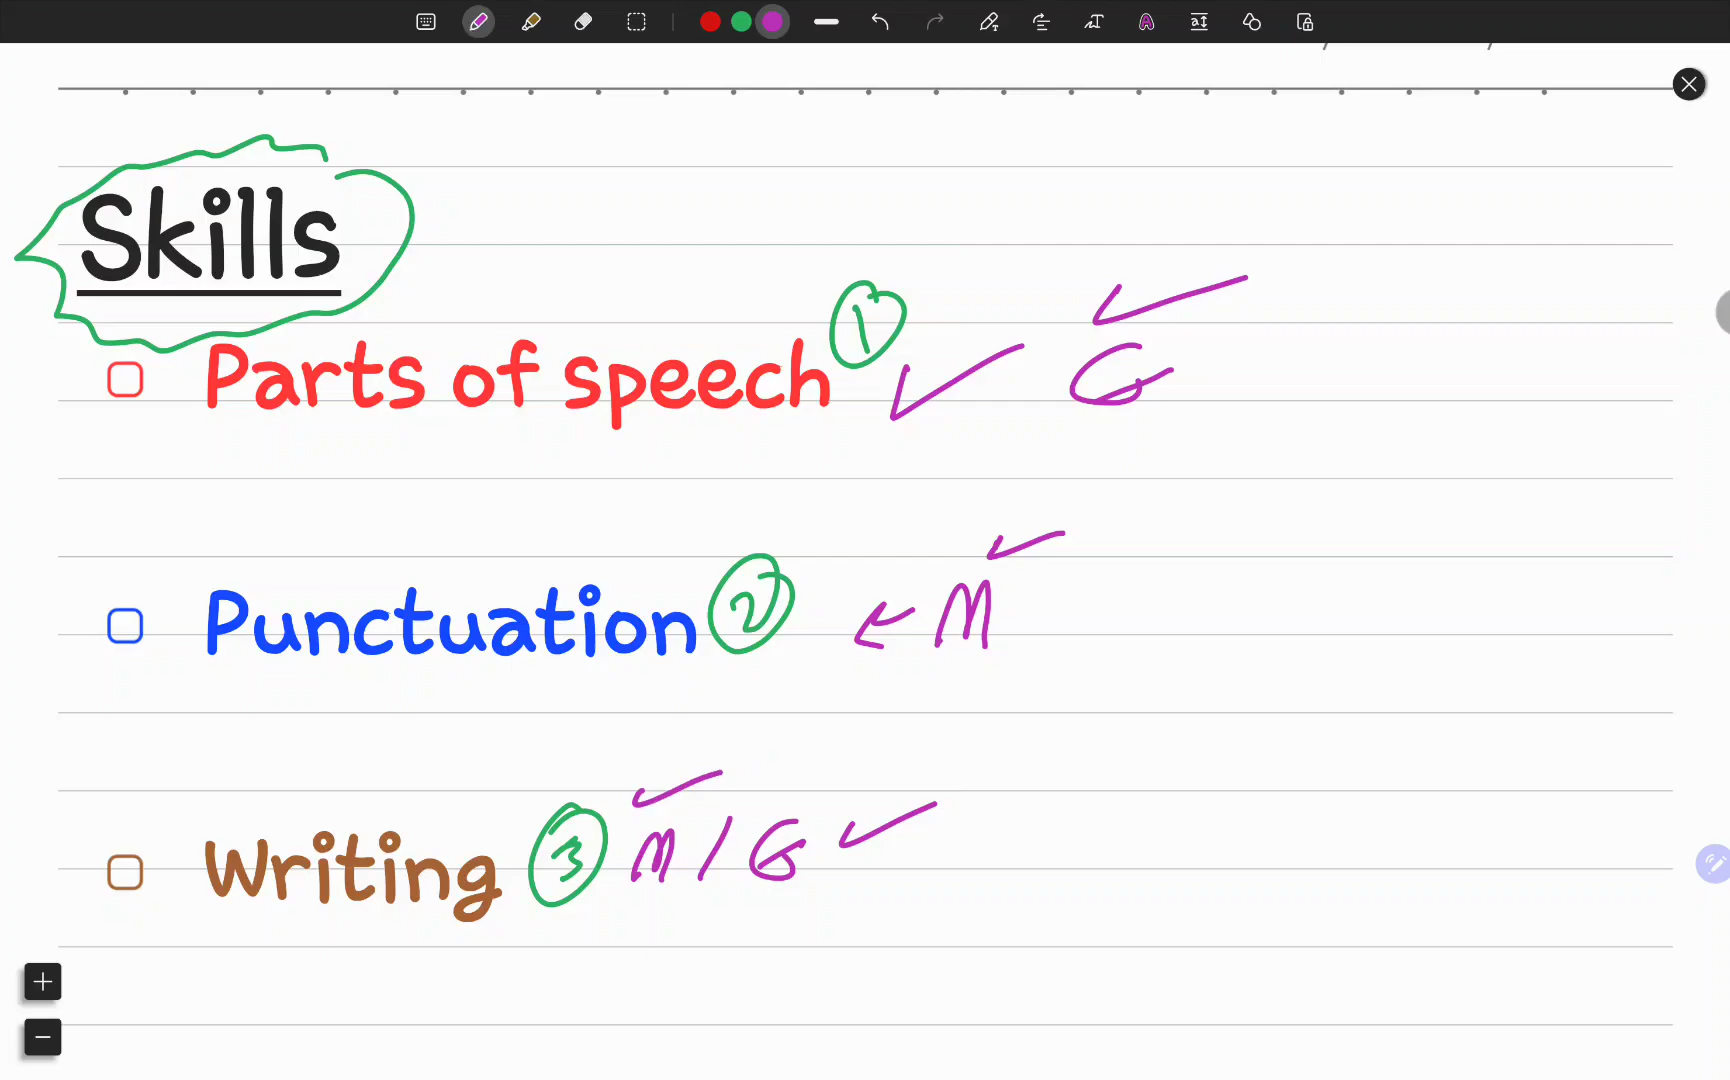 Skills
Parts of speech 1 G
Punctuation 2 M
Writing 3 M / G